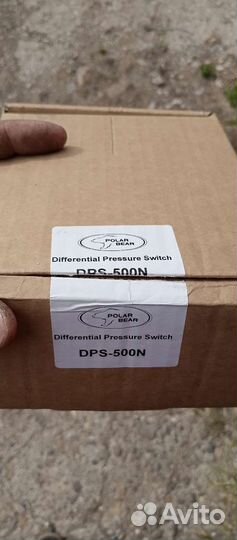 POLAR
BEAR
Differential Pressure Switch
DPS-500N
POLAR
BEAR
Differential Pressure Switch
DPS-500N
Avito